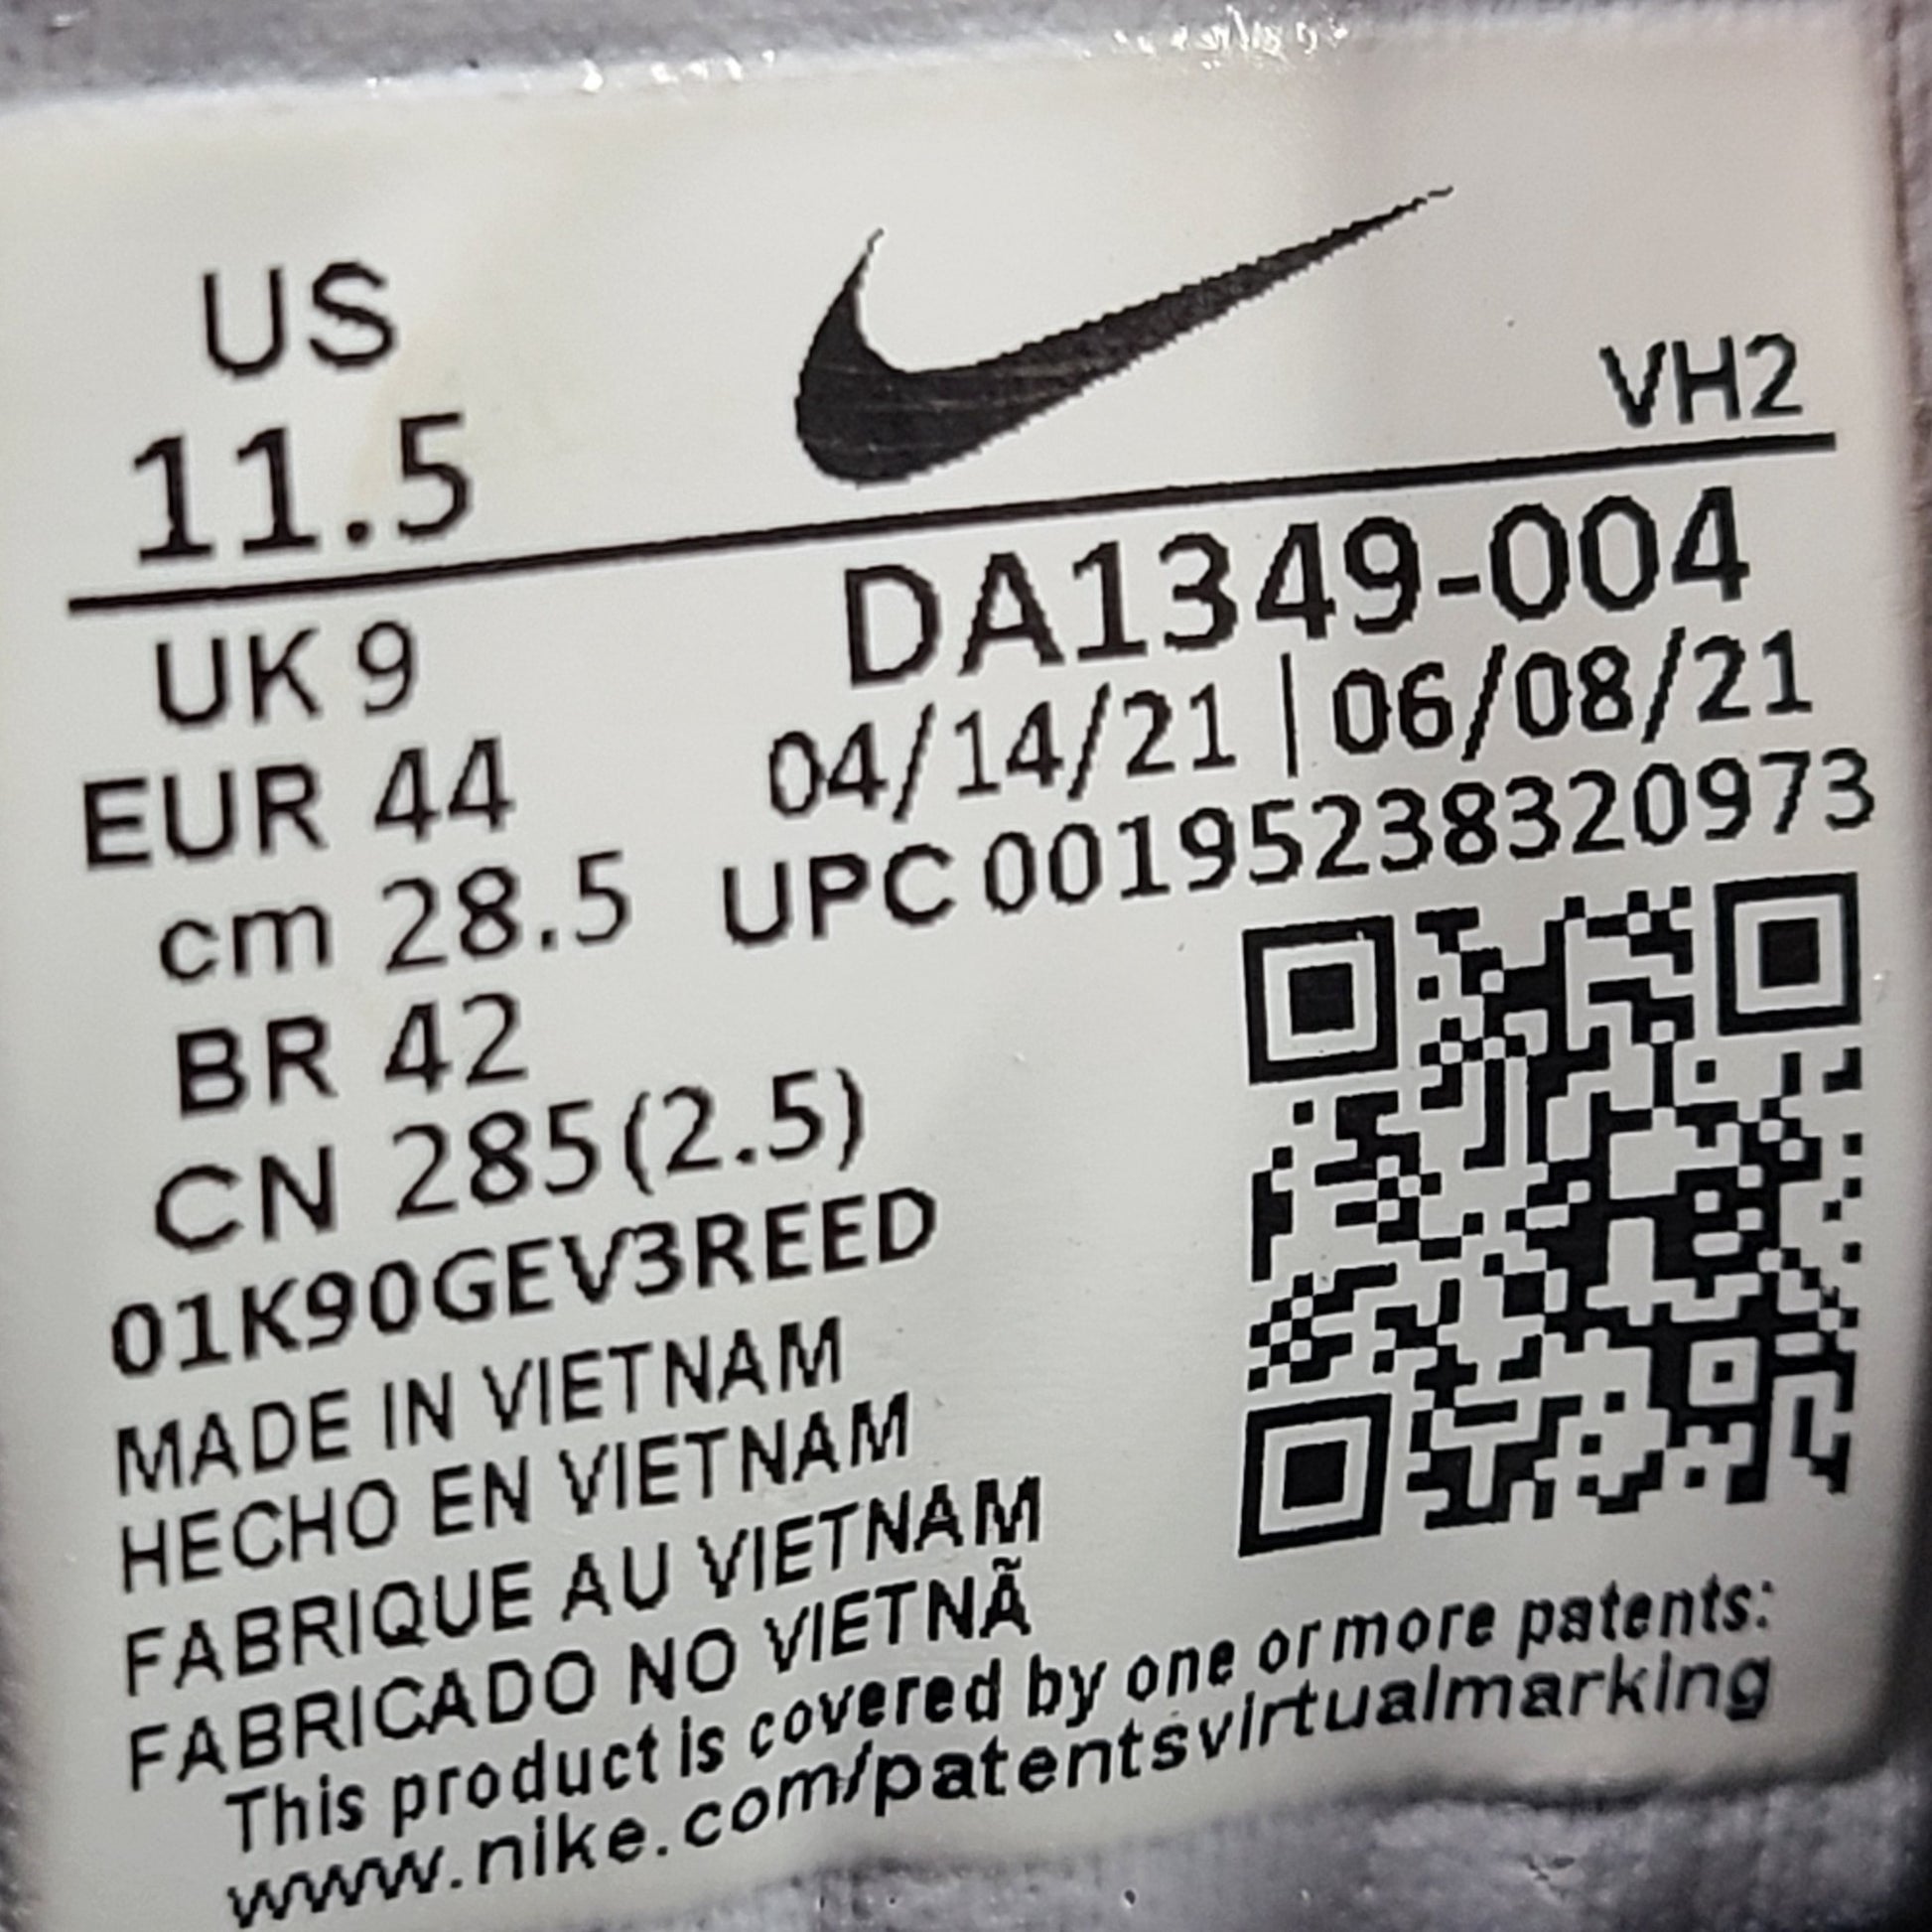 US
11.5
VH2
UK 9
EUR 44
cm 28.5
BR 42
CN 285(2.5)
DA1349-004
04/14/21 | 06/08/21
UPC 00195238320973
01K90GEV3REED
MADE IN VIETNAM
HECHO EN VIETNAM
FABRIQUE AU VIETNAM
FABRICADO NO VIETNÃ
This product is covered by one or more patents:
www.nike.com/patentsvirtualmarking